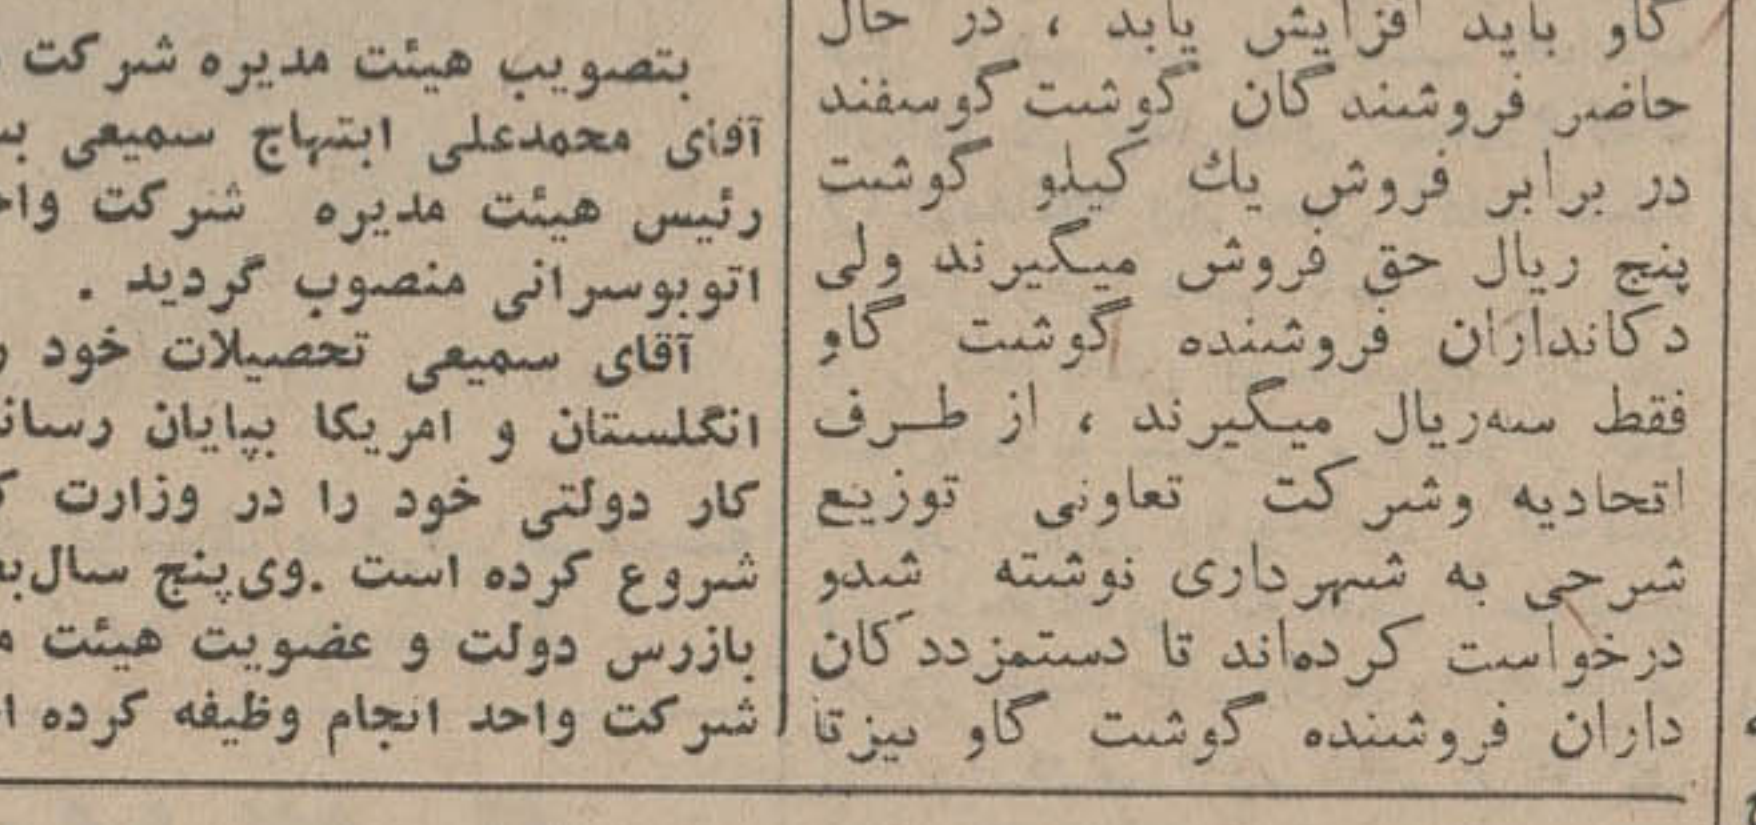 گاو باید افزایش یابد ، در حال
حاضر فروشندگان گوشت گوسفند
در برابر فروش یك کیلو گوشت
پنج ریال حق فروش میگیرند ولی
دکانداران فروشنده گوشت گاو
فقط سه‌ریال میگیرند ، از طـرف
اتحادیه وشرکت تعاونی توزیع
شرحی به شهرداری نوشته شدو
درخواست کرده‌اند تا دستمزددکان
داران فروشنده گوشت گاو نیزتا
بتصویب هیئت مدیره شرکت
آقای محمدعلی ابتهاج سمیعی
رئیس هیئت مدیره شرکت
اتوبوسرانی منصوب گردید .
آقای سمیعی تحصیلات خود
انگلستان و امریکا بپایان
کار دولتی خود را در وزارت
شروع کرده است .وی‌پنج سال
بازرس دولت و عضویت هیئت
شرکت واحد انجام وظیفه کرده